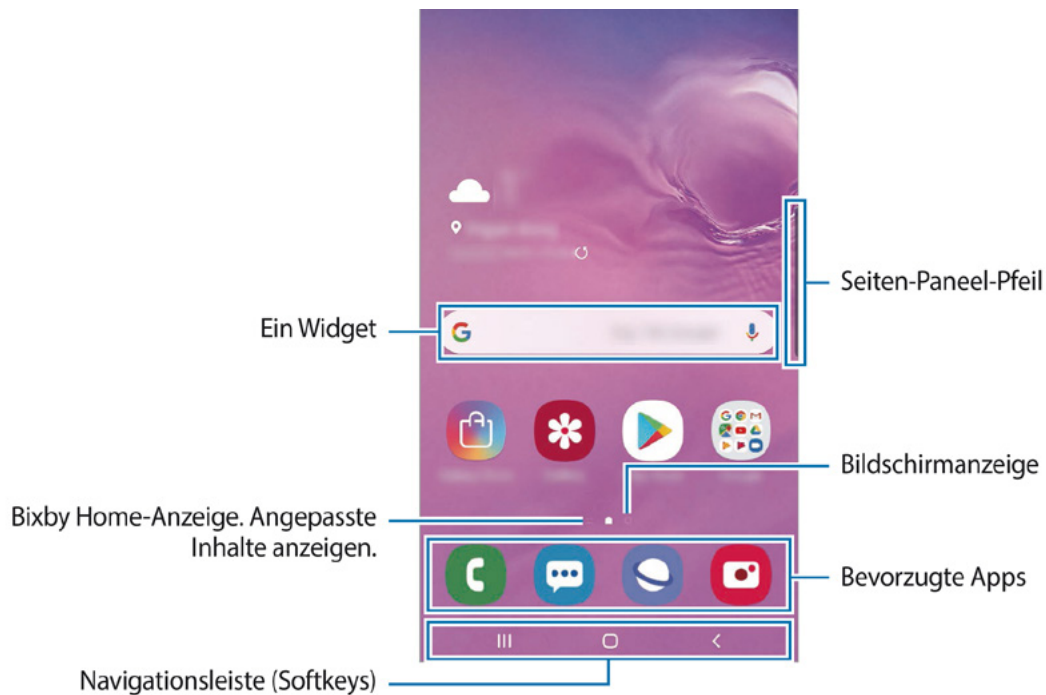 Seiten-Paneel-Pfeil
Ein Widget
Bildschirmanzeige
Bixby Home-Anzeige. Angepasste
Inhalte anzeigen.
Bevorzugte Apps
Navigationsleiste (Softkeys)